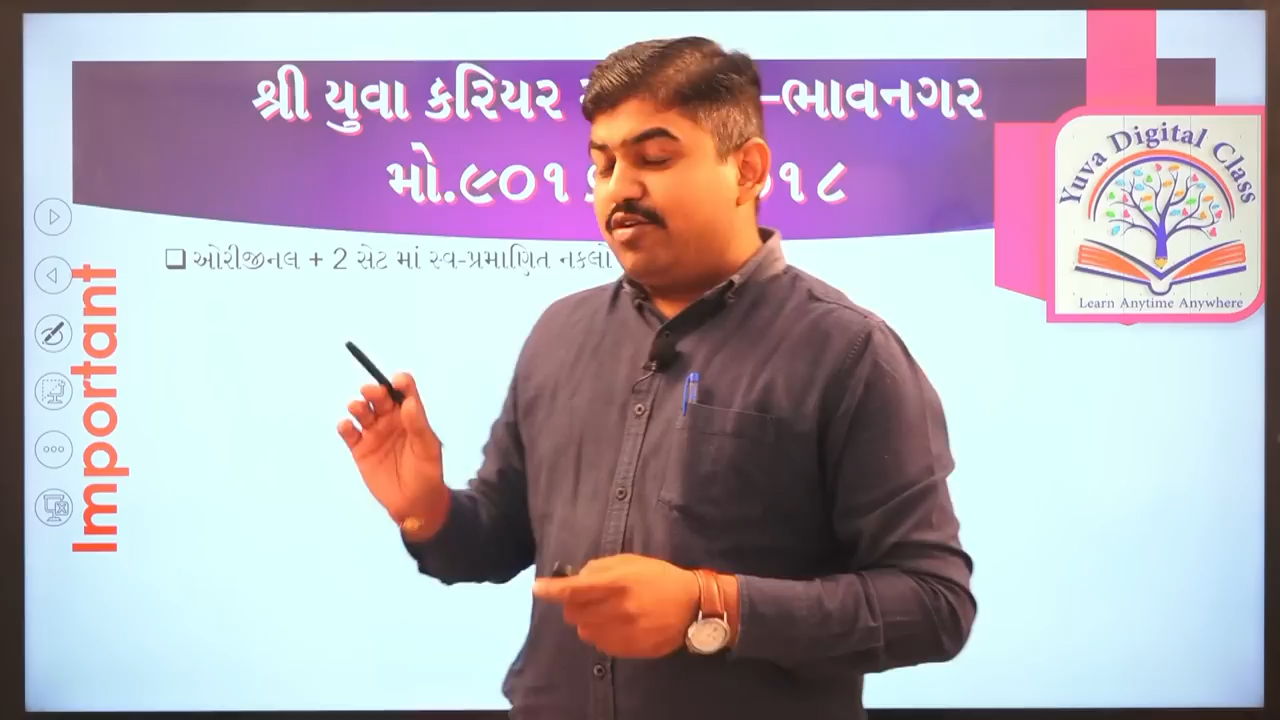 શ્રી યુવા કરિયર –ભાવનગર
મો.૯૦૧ ૧૮
❑ ઓરીજીનલ + 2 સેટ માં સ્વ-પ્રમાણિત નકલો
Important
Yuva Digital Class
Learn Anytime Anywhere